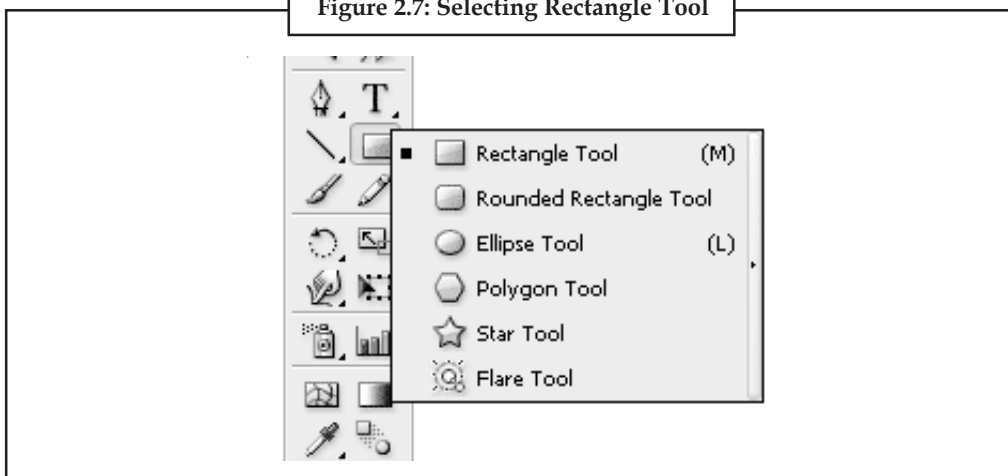 Figure 2.7: Selecting Rectangle Tool
T
Rectangle Tool (M)
Rounded Rectangle Tool
Ellipse Tool (L)
Polygon Tool
Star Tool
Flare Tool